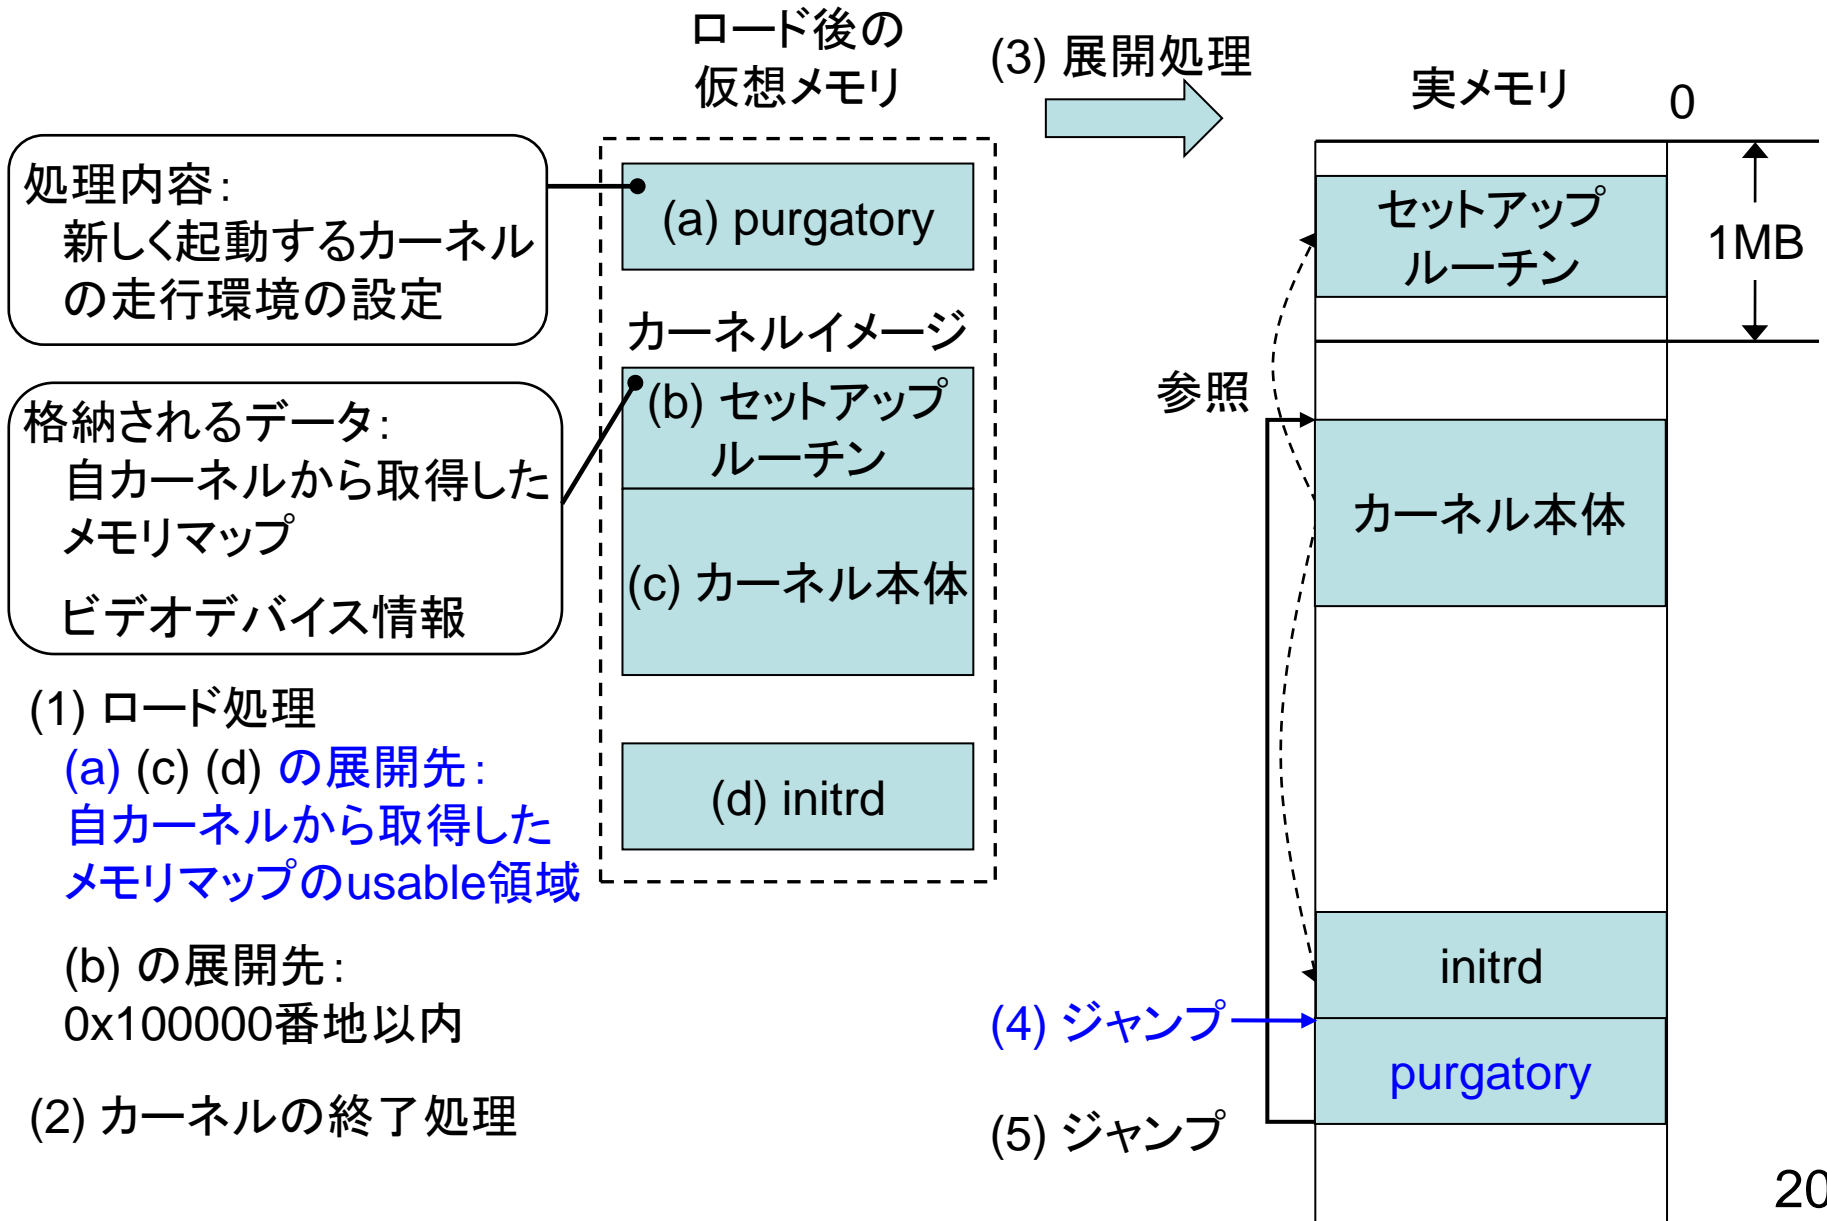 ロード後の
仮想メモリ
(3) 展開処理
実メモリ
0
処理内容：
新しく起動するカーネル
の走行環境の設定
(a) purgatory
セットアップ
ルーチン
1MB
カーネルイメージ
格納されるデータ：
自カーネルから取得した
メモリマップ
ビデオデバイス情報
(b) セットアップ
ルーチン
(c) カーネル本体
参照
カーネル本体
(1) ロード処理
(a) (c) (d) の展開先：
自カーネルから取得した
メモリマップのusable領域
(d) initrd
(b) の展開先：
0x100000番地以内
(2) カーネルの終了処理
initrd
(4) ジャンプ
purgatory
(5) ジャンプ
20